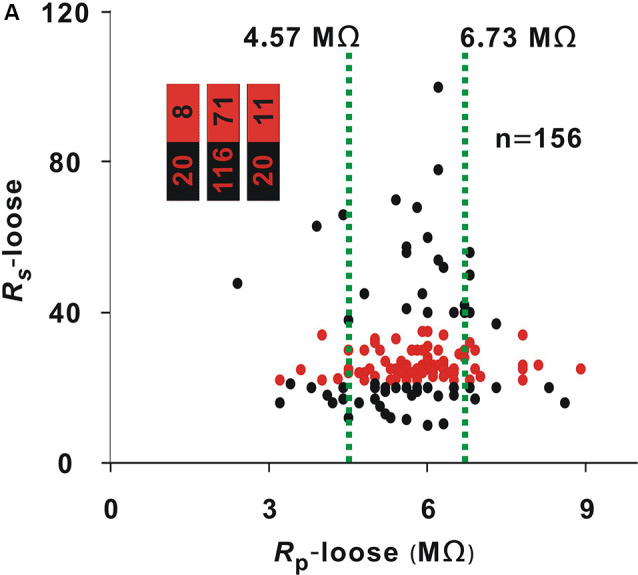 A
120
4.57 MΩ
6.73 MΩ
8 71 11
20 116 20
n=156
80
Rs-loose
40
0
0 3 6 9
Rp-loose (MΩ)